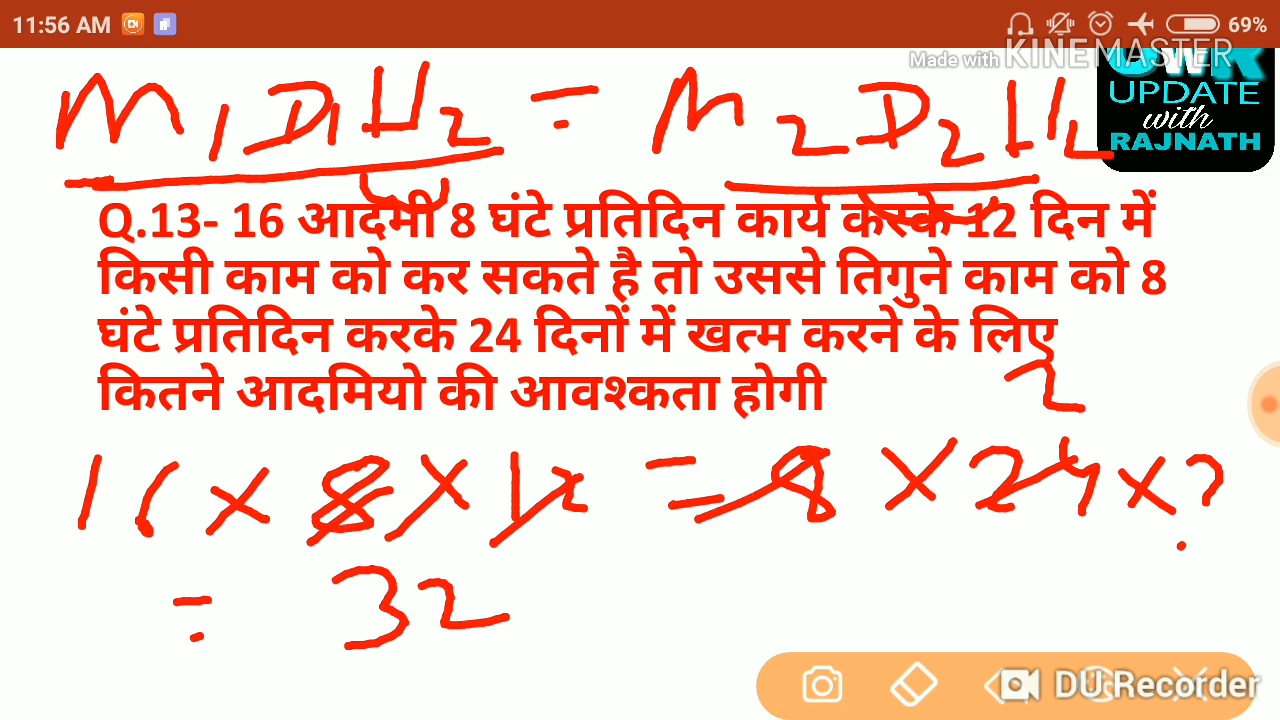 11:56 AM 69%
Made with KINEMASTER
UPDATE
with
RAJNATH
M1D1H2 = M2D2H2
Q.13- 16 आदमी 8 घंटे प्रतिदिन कार्य करके 12 दिन में
किसी काम को कर सकते है तो उससे तिगुने काम को 8
घंटे प्रतिदिन करके 24 दिनों में खत्म करने के लिए
कितने आदमियो की आवश्कता होगी
2
16 × 8 × 12 = 8 × 24 × ?
= 32
DU Recorder